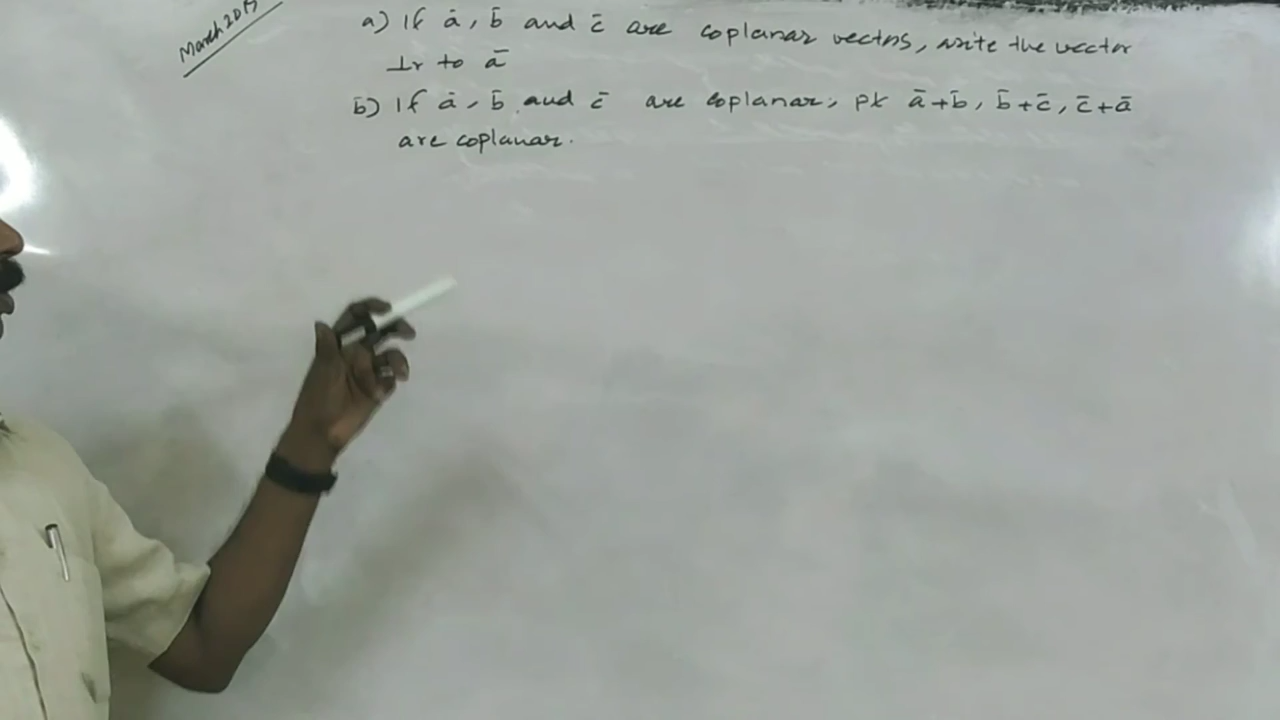 March 2019
a) If ā, b̄ and c̄ are coplanar vectors, write the vector
⊥r to ā
b) If ā, b̄ and c̄ are coplanar, PT ā+b̄, b̄+c̄, c̄+ā
are coplanar.